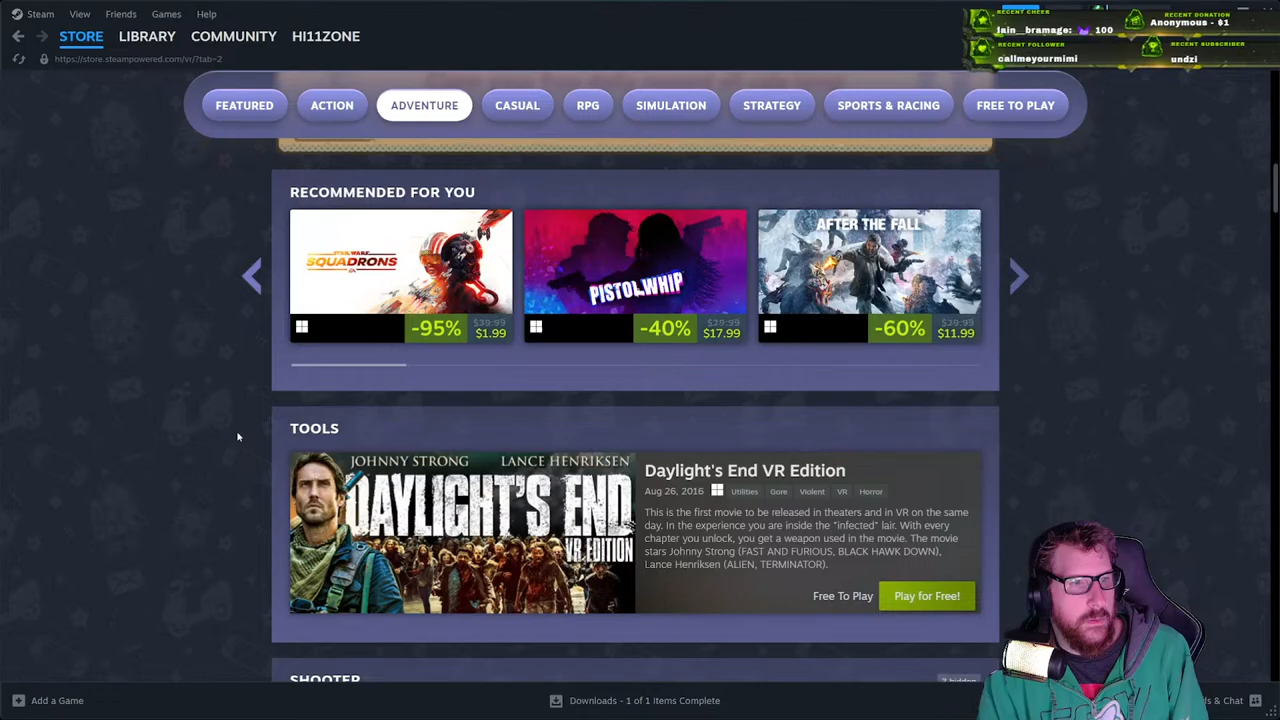 Steam View Friends Games Help
STORE LIBRARY COMMUNITY HI11ZONE
https://store.steampowered.com/vr/?tab=2
RECENT CHEER
jain__bramage: 100
RECENT DONATION
Anonymous - $1
RECENT FOLLOWER
callmeyourmimi
RECENT SUBSCRIBER
undzi
FEATURED ACTION ADVENTURE CASUAL RPG SIMULATION STRATEGY SPORTS & RACING FREE TO PLAY
RECOMMENDED FOR YOU
STAR WARS
SQUADRONS
EA
-95% $39.99
$1.99
PISTOL WHIP
-40% $29.99
$17.99
AFTER THE FALL
-60% $29.99
$11.99
TOOLS
JOHNNY STRONG LANCE HENRIKSEN
DAYLIGHT'S END
VR EDITION
Daylight's End VR Edition
Aug 26, 2016 Utilities Gore Violent VR Horror
This is the first movie to be released in theaters and in VR on the same
day. In the experience you are inside the "infected" lair. With every
chapter you unlock, you get a weapon used in the movie. The movie
stars Johnny Strong (FAST AND FURIOUS, BLACK HAWK DOWN),
Lance Henriksen (ALIEN, TERMINATOR).
Free To Play Play for Free!
SHOOTER
Add a Game Downloads - 1 of 1 Items Complete
& Chat